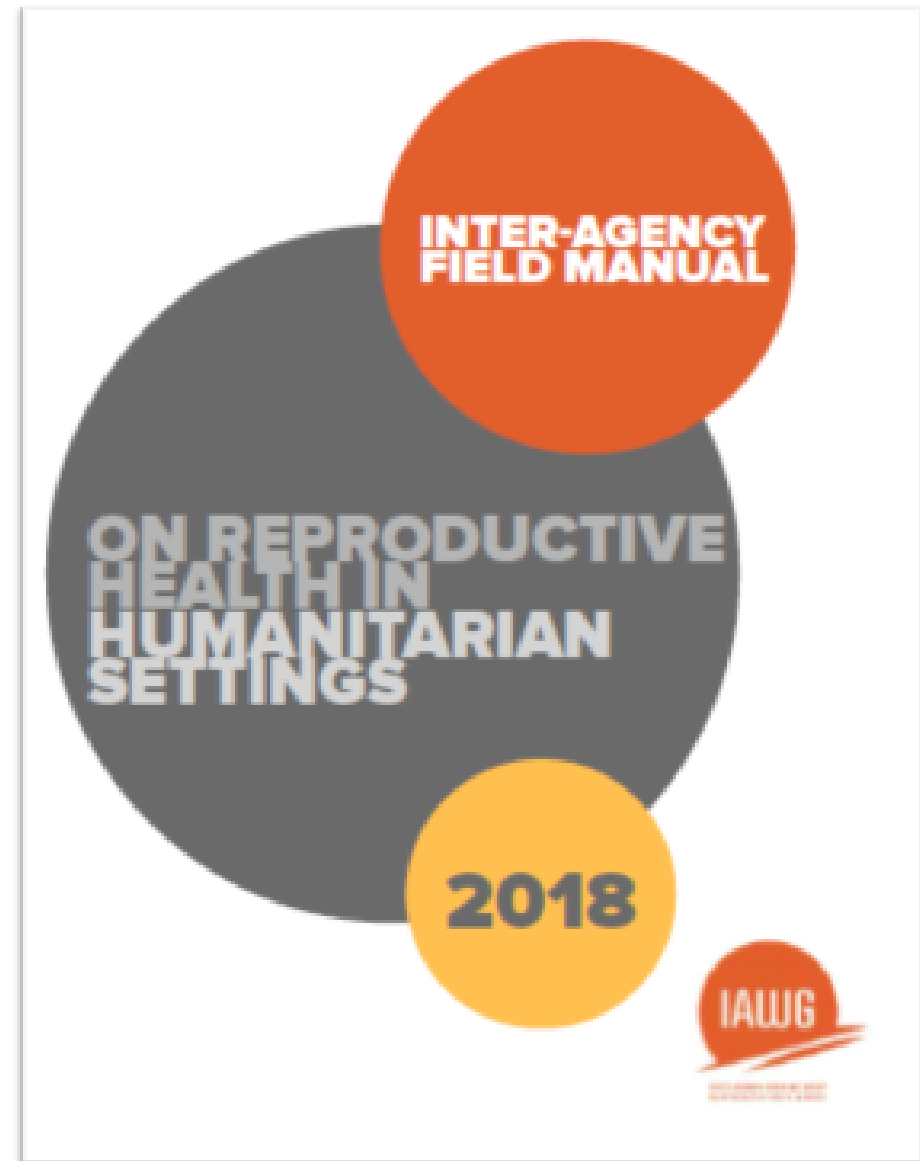 INTER-AGENCY
FIELD MANUAL
ON REPRODUCTIVE
HEALTH IN
HUMANITARIAN
SETTINGS
2018
IAWG